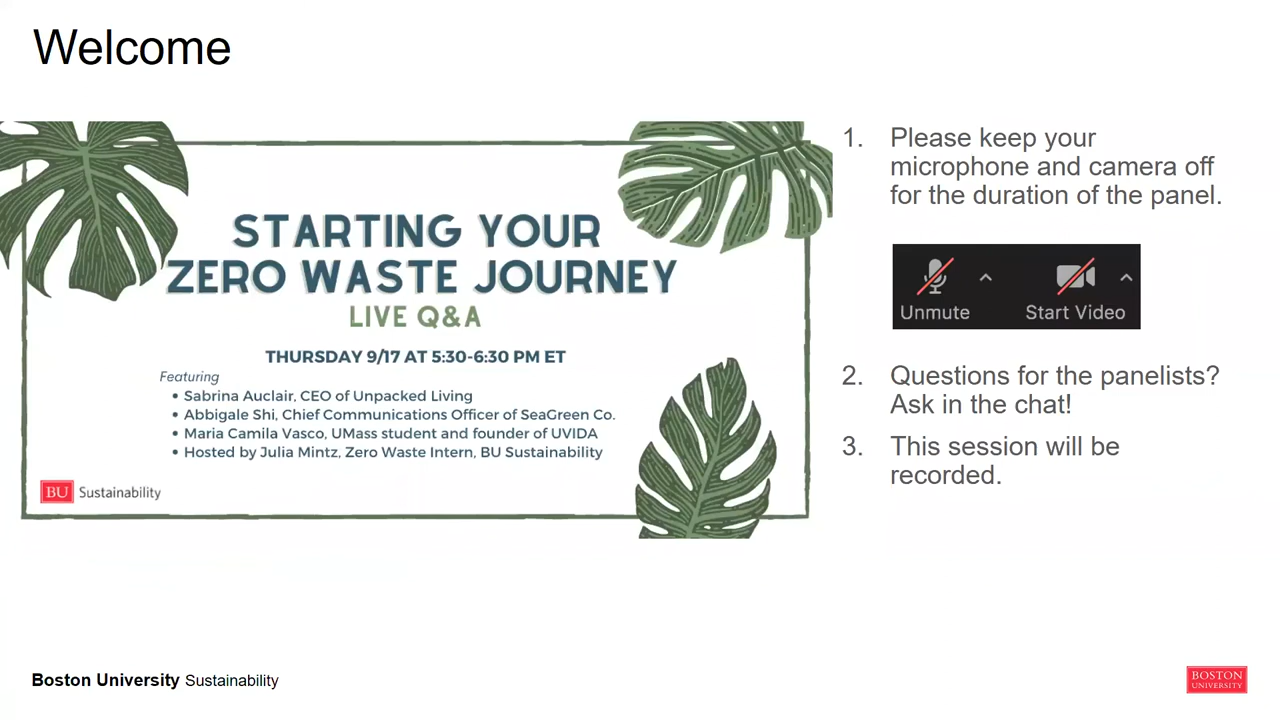 Welcome
STARTING YOUR
ZERO WASTE JOURNEY
LIVE Q&A
THURSDAY 9/17 AT 5:30-6:30 PM ET
Featuring
• Sabrina Auclair, CEO of Unpacked Living
• Abbigale Shi, Chief Communications Officer of SeaGreen Co.
• Maria Camila Vasco, UMass student and founder of UVIDA
• Hosted by Julia Mintz, Zero Waste Intern, BU Sustainability
BU Sustainability
1. Please keep your
microphone and camera off
for the duration of the panel.
Unmute Start Video
2. Questions for the panelists?
Ask in the chat!
3. This session will be
recorded.
Boston University Sustainability
BOSTON
UNIVERSITY